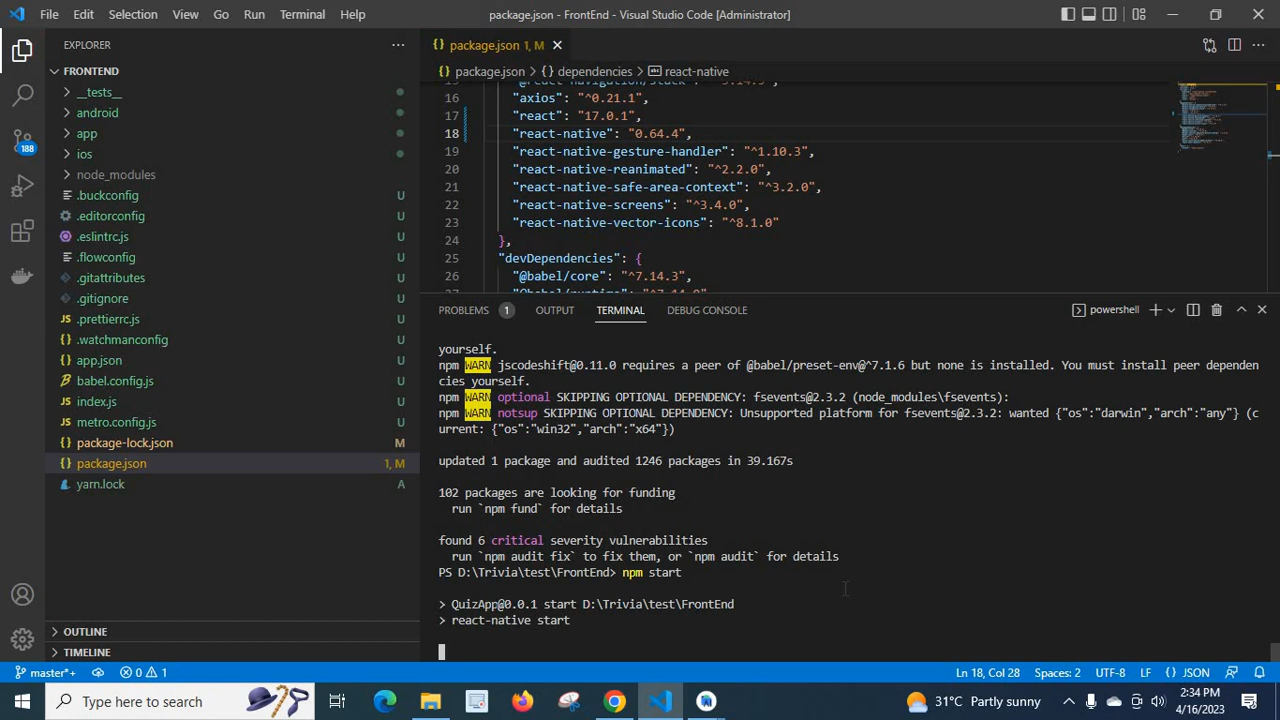 File Edit Selection View Go Run Terminal Help
package.json - FrontEnd - Visual Studio Code [Administrator]
EXPLORER
FRONTEND
__tests__
android
app
ios
node_modules
.buckconfig U
.editorconfig U
.eslintrc.js U
.flowconfig U
.gitattributes U
.gitignore U
.prettierrc.js U
.watchmanconfig U
app.json U
babel.config.js U
index.js U
metro.config.js U
package-lock.json M
package.json 1, M
yarn.lock A
OUTLINE
TIMELINE
188
package.json 1, M
package.json > dependencies > react-native
16 "axios": "^0.21.1",
17 "react": "17.0.1",
18 "react-native": "0.64.4",
19 "react-native-gesture-handler": "^1.10.3",
20 "react-native-reanimated": "^2.2.0",
21 "react-native-safe-area-context": "^3.2.0",
22 "react-native-screens": "^3.4.0",
23 "react-native-vector-icons": "^8.1.0"
24 },
25 "devDependencies": {
26 "@babel/core": "^7.14.3",
PROBLEMS 1 OUTPUT TERMINAL DEBUG CONSOLE powershell
yourself.
npm WARN jscodeshift@0.11.0 requires a peer of @babel/preset-env@^7.1.6 but none is installed. You must install peer dependen
cies yourself.
npm WARN optional SKIPPING OPTIONAL DEPENDENCY: fsevents@2.3.2 (node_modules\fsevents):
npm WARN notsup SKIPPING OPTIONAL DEPENDENCY: Unsupported platform for fsevents@2.3.2: wanted {"os":"darwin","arch":"any"} (c
urrent: {"os":"win32","arch":"x64"})
updated 1 package and audited 1246 packages in 39.167s
102 packages are looking for funding
run `npm fund` for details
found 6 critical severity vulnerabilities
run `npm audit fix` to fix them, or `npm audit` for details
PS D:\Trivia\test\FrontEnd> npm start
> QuizApp@0.0.1 start D:\Trivia\test\FrontEnd
> react-native start
master*+ 0 1 Ln 18, Col 28 Spaces: 2 UTF-8 LF {} JSON
Type here to search
31°C Partly sunny
2:34 PM
4/16/2023